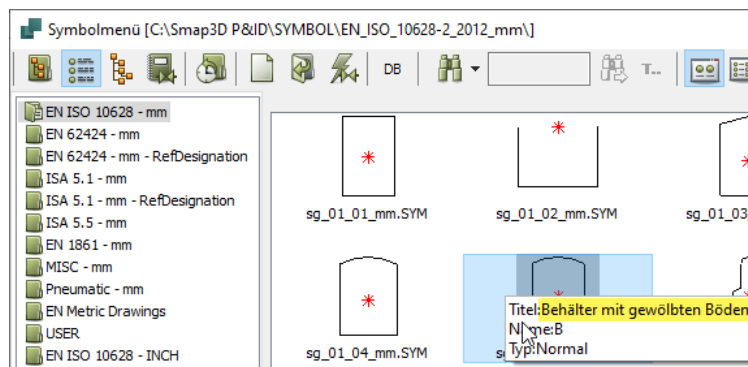 Symbolmenü [C:\Smap3D P&ID\SYMBOL\EN_ISO_10628-2_2012_mm\]
DB
T..
EN ISO 10628 - mm
EN 62424 - mm
EN 62424 - mm - RefDesignation
ISA 5.1 - mm
ISA 5.1 - mm - RefDesignation
ISA 5.5 - mm
EN 1861 - mm
MISC - mm
Pneumatic - mm
EN Metric Drawings
USER
EN ISO 10628 - INCH
sg_01_01_mm.SYM
sg_01_02_mm.SYM
sg_01_03
sg_01_04_mm.SYM
Titel:Behälter mit gewölbten Böden
Name:B
Typ:Normal